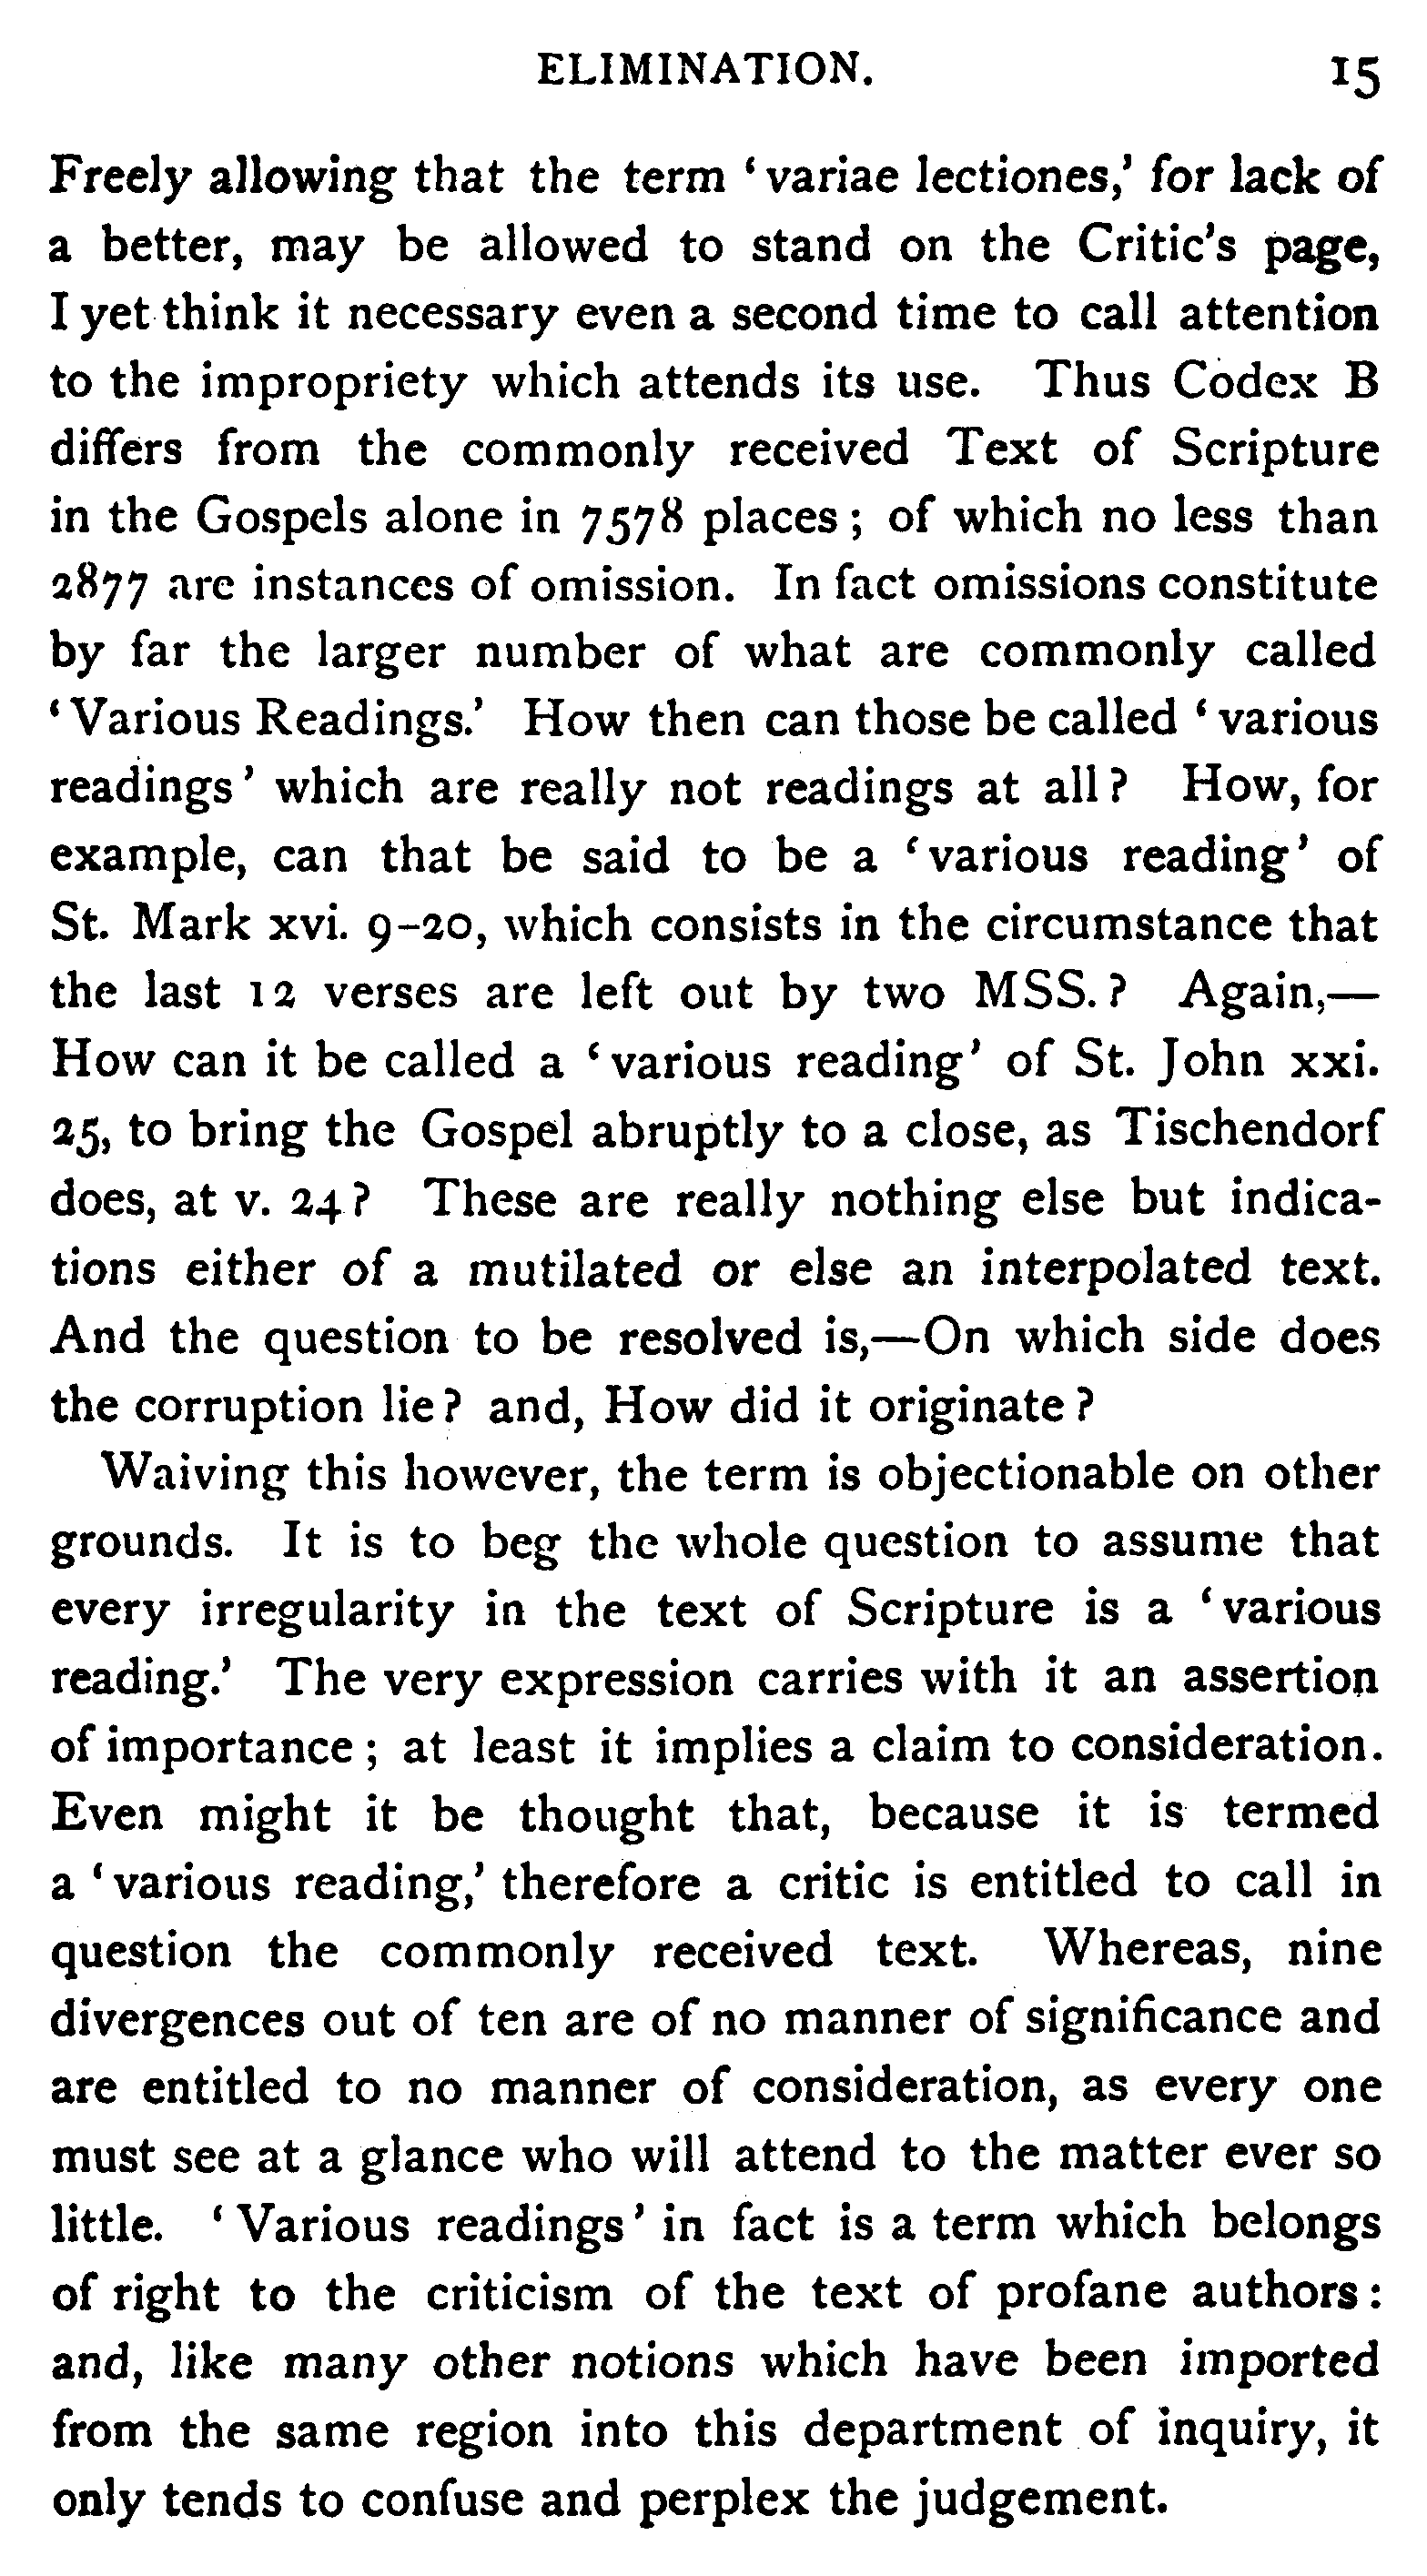 ELIMINATION. 15
Freely allowing that the term ‘variae lectiones,’ for lack of
a better, may be allowed to stand on the Critic’s page,
I yet think it necessary even a second time to call attention
to the impropriety which attends its use. Thus Codex B
differs from the commonly received Text of Scripture
in the Gospels alone in 7578 places; of which no less than
2877 are instances of omission. In fact omissions constitute
by far the larger number of what are commonly called
‘Various Readings.’ How then can those be called ‘various
readings’ which are really not readings at all? How, for
example, can that be said to be a ‘various reading’ of
St. Mark xvi. 9–20, which consists in the circumstance that
the last 12 verses are left out by two MSS.? Again,—
How can it be called a ‘various reading’ of St. John xxi.
25, to bring the Gospel abruptly to a close, as Tischendorf
does, at v. 24? These are really nothing else but indica-
tions either of a mutilated or else an interpolated text.
And the question to be resolved is,—On which side does
the corruption lie? and, How did it originate?
Waiving this however, the term is objectionable on other
grounds. It is to beg the whole question to assume that
every irregularity in the text of Scripture is a ‘various
reading.’ The very expression carries with it an assertion
of importance; at least it implies a claim to consideration.
Even might it be thought that, because it is termed
a ‘various reading,’ therefore a critic is entitled to call in
question the commonly received text. Whereas, nine
divergences out of ten are of no manner of significance and
are entitled to no manner of consideration, as every one
must see at a glance who will attend to the matter ever so
little. ‘Various readings’ in fact is a term which belongs
of right to the criticism of the text of profane authors:
and, like many other notions which have been imported
from the same region into this department of inquiry, it
only tends to confuse and perplex the judgement.